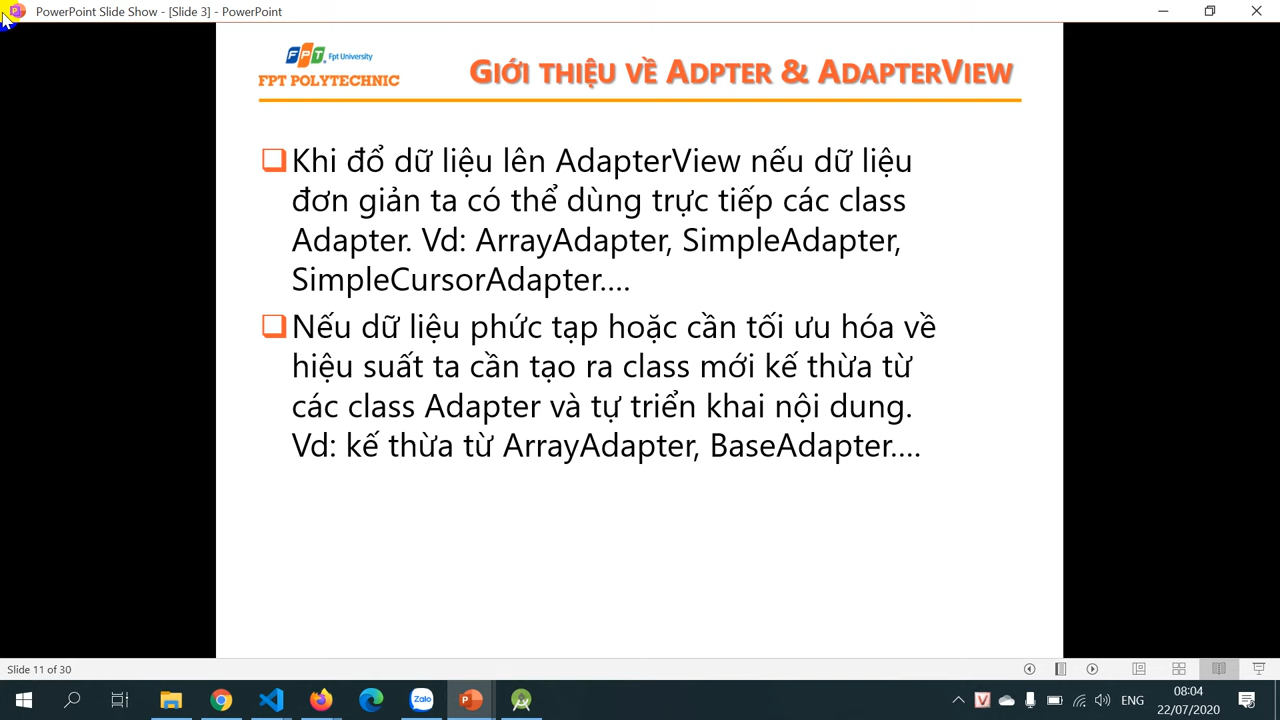 PowerPoint Slide Show - [Slide 3] - PowerPoint
FPT Fpt University
FPT POLYTECHNIC
GIỚI THIỆU VỀ ADPTER & ADAPTERVIEW
Khi đổ dữ liệu lên AdapterView nếu dữ liệu
đơn giản ta có thể dùng trực tiếp các class
Adapter. Vd: ArrayAdapter, SimpleAdapter,
SimpleCursorAdapter....
Nếu dữ liệu phức tạp hoặc cần tối ưu hóa về
hiệu suất ta cần tạo ra class mới kế thừa từ
các class Adapter và tự triển khai nội dung.
Vd: kế thừa từ ArrayAdapter, BaseAdapter....
Slide 11 of 30
Zalo
ENG
08:04
22/07/2020